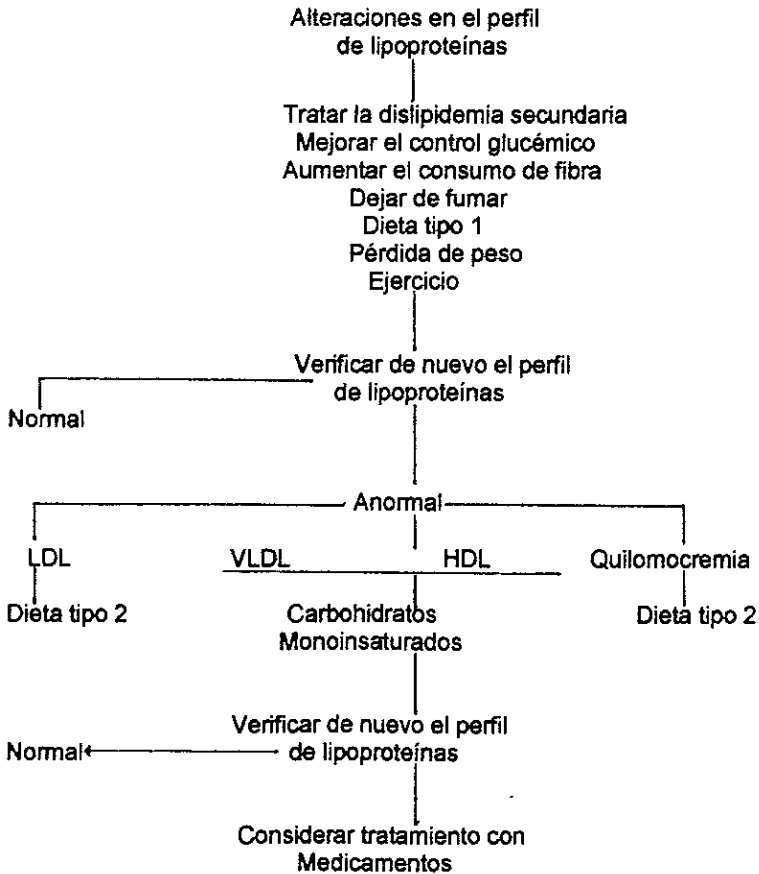 Alteraciones en el perfil
de lipoproteínas
Tratar la dislipidemia secundaria
Mejorar el control glucémico
Aumentar el consumo de fibra
Dejar de fumar
Dieta tipo 1
Pérdida de peso
Ejercicio
Verificar de nuevo el perfil
de lipoproteínas
Normal
Anormal
LDL VLDL HDL Quilomocremia
Dieta tipo 2 Carbohidratos Dieta tipo 2
Monoinsaturados
Verificar de nuevo el perfil
Normal de lipoproteínas
Considerar tratamiento con
Medicamentos